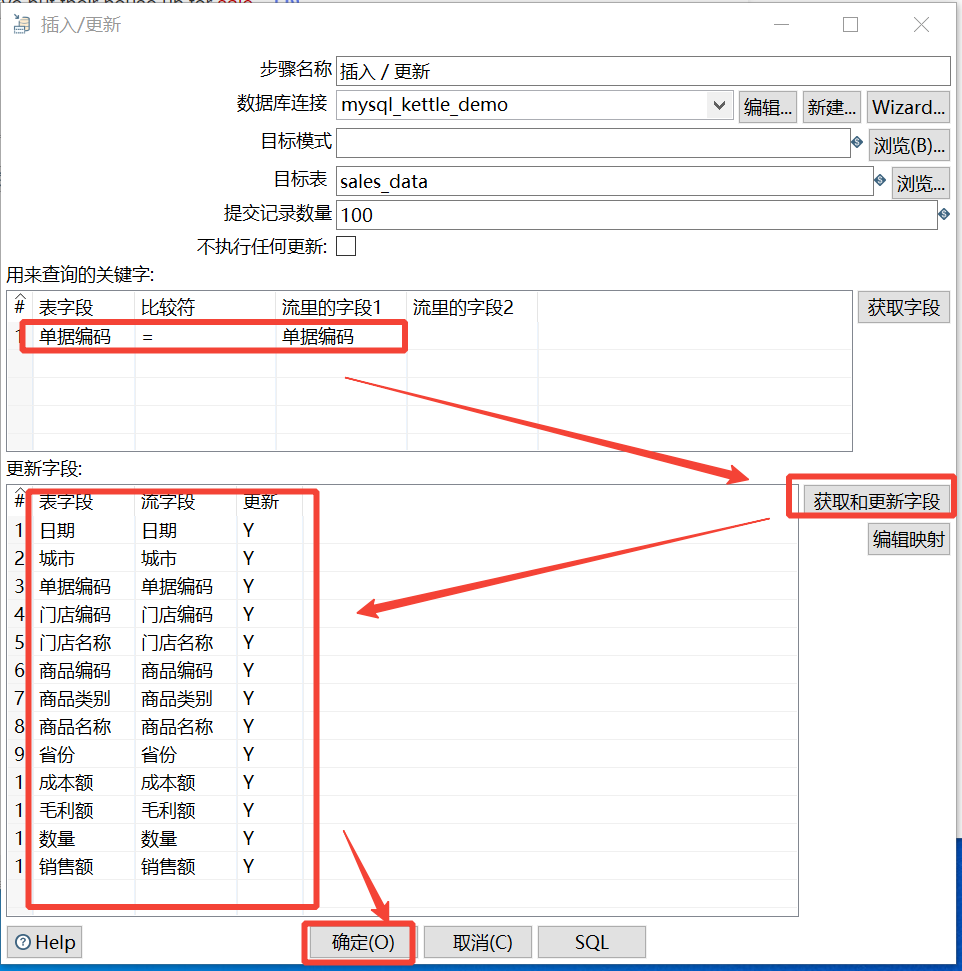 插入/更新
步骤名称 插入 / 更新
数据库连接 mysql_kettle_demo 编辑... 新建... Wizard...
目标模式 浏览(B)...
目标表 sales_data 浏览...
提交记录数量 100
不执行任何更新:
用来查询的关键字:
# 表字段 比较符 流里的字段1 流里的字段2 获取字段
1 单据编码 = 单据编码
更新字段:
# 表字段 流字段 更新 获取和更新字段
编辑映射
1 日期 日期 Y
2 城市 城市 Y
3 单据编码 单据编码 Y
4 门店编码 门店编码 Y
5 门店名称 门店名称 Y
6 商品编码 商品编码 Y
7 商品类别 商品类别 Y
8 商品名称 商品名称 Y
9 省份 省份 Y
1 成本额 成本额 Y
1 毛利额 毛利额 Y
1 数量 数量 Y
1 销售额 销售额 Y
Help 确定(O) 取消(C) SQL